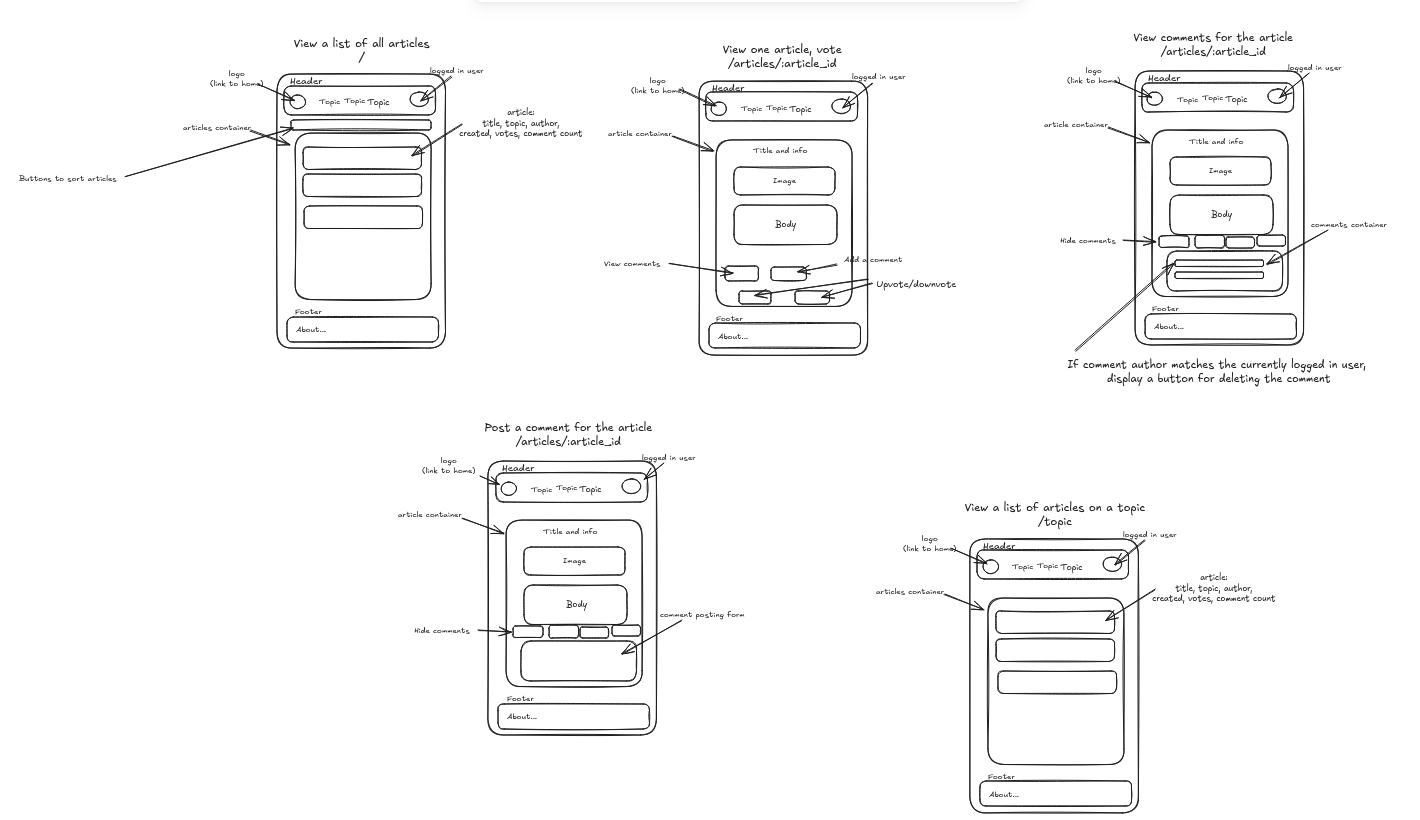 View a list of all articles
/
logo
(link to home)
logged in user
Header
Topic Topic Topic
articles container
article:
title, topic, author,
created, votes, comment count
Buttons to sort articles
Footer
About...
View one article, vote
/articles/:article_id
logo
(link to home)
logged in user
Header
Topic Topic Topic
article container
Title and info
Image
Body
View comments
Add a comment
Upvote/downvote
Footer
About...
View comments for the article
/articles/:article_id
logo
(link to home)
logged in user
Header
Topic Topic Topic
article container
Title and info
Image
Body
Hide comments
comments container
Footer
About...
If comment author matches the currently logged in user,
display a button for deleting the comment
Post a comment for the article
/articles/:article_id
logo
(link to home)
logged in user
Header
Topic Topic Topic
article container
Title and info
Image
Body
Hide comments
comment posting form
Footer
About...
View a list of articles on a topic
/topic
logo
(link to home)
logged in user
Header
Topic Topic Topic
articles container
article:
title, topic, author,
created, votes, comment count
Footer
About...